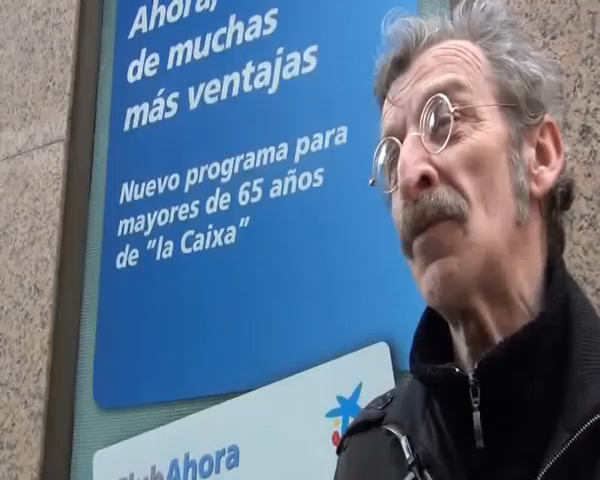 Ahora,
de muchas
más ventajas
Nuevo programa para
mayores de 65 años
de "la Caixa"
ClubAhora